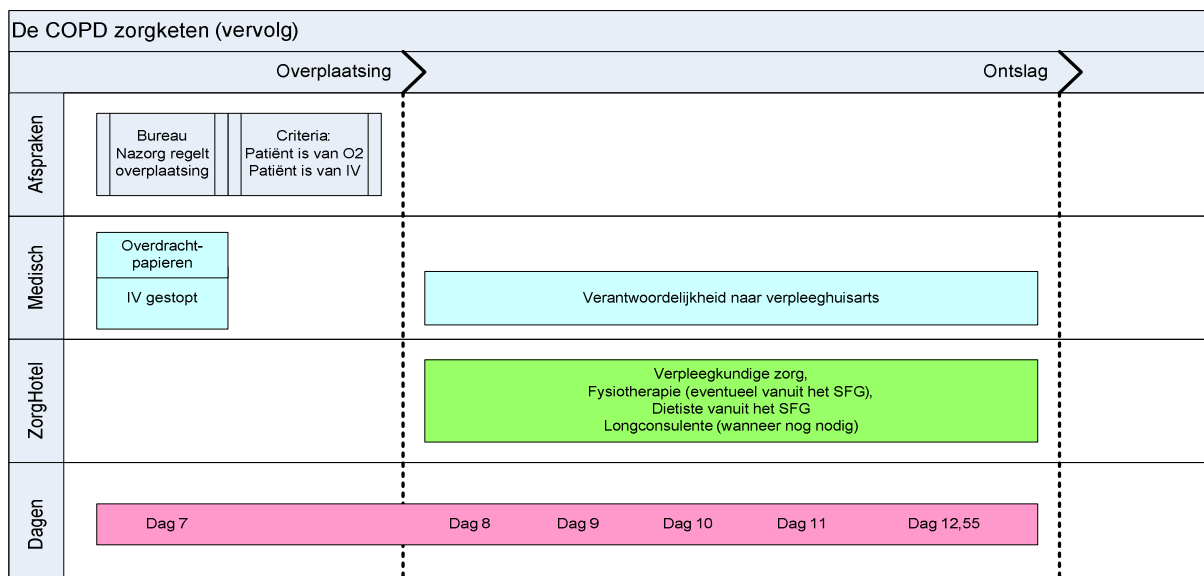 De COPD zorgketen (vervolg)
Overplaatsing
Ontslag
Afspraken
Bureau
Nazorg regelt
overplaatsing
Criteria:
Patiënt is van O2
Patiënt is van IV
Medisch
Overdracht-
papieren
IV gestopt
Verantwoordelijkheid naar verpleeghuisarts
ZorgHotel
Verpleegkundige zorg,
Fysiotherapie (eventueel vanuit het SFG),
Dietiste vanuit het SFG
Longconsulente (wanneer nog nodig)
Dagen
Dag 7
Dag 8
Dag 9
Dag 10
Dag 11
Dag 12,55